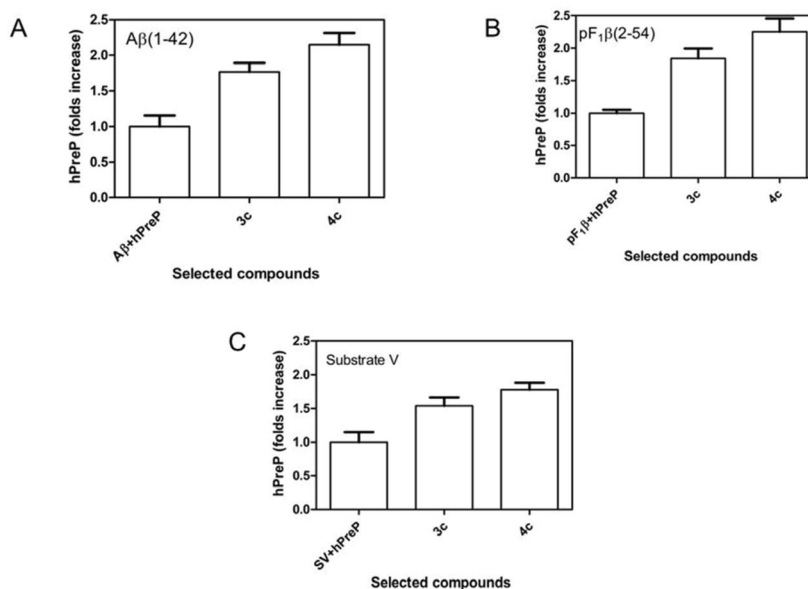 A
Aβ(1-42)
hPreP (folds increase)
2.5
2.0
1.5
1.0
0.5
0.0
Aβ+hPreP
3c
4c
Selected compounds
B
pF₁β(2-54)
hPreP (folds increase)
2.5
2.0
1.5
1.0
0.5
0.0
pF₁β+hPreP
3c
4c
Selected compounds
C
Substrate V
hPreP (folds increase)
2.5
2.0
1.5
1.0
0.5
0.0
SV+hPreP
3c
4c
Selected compounds